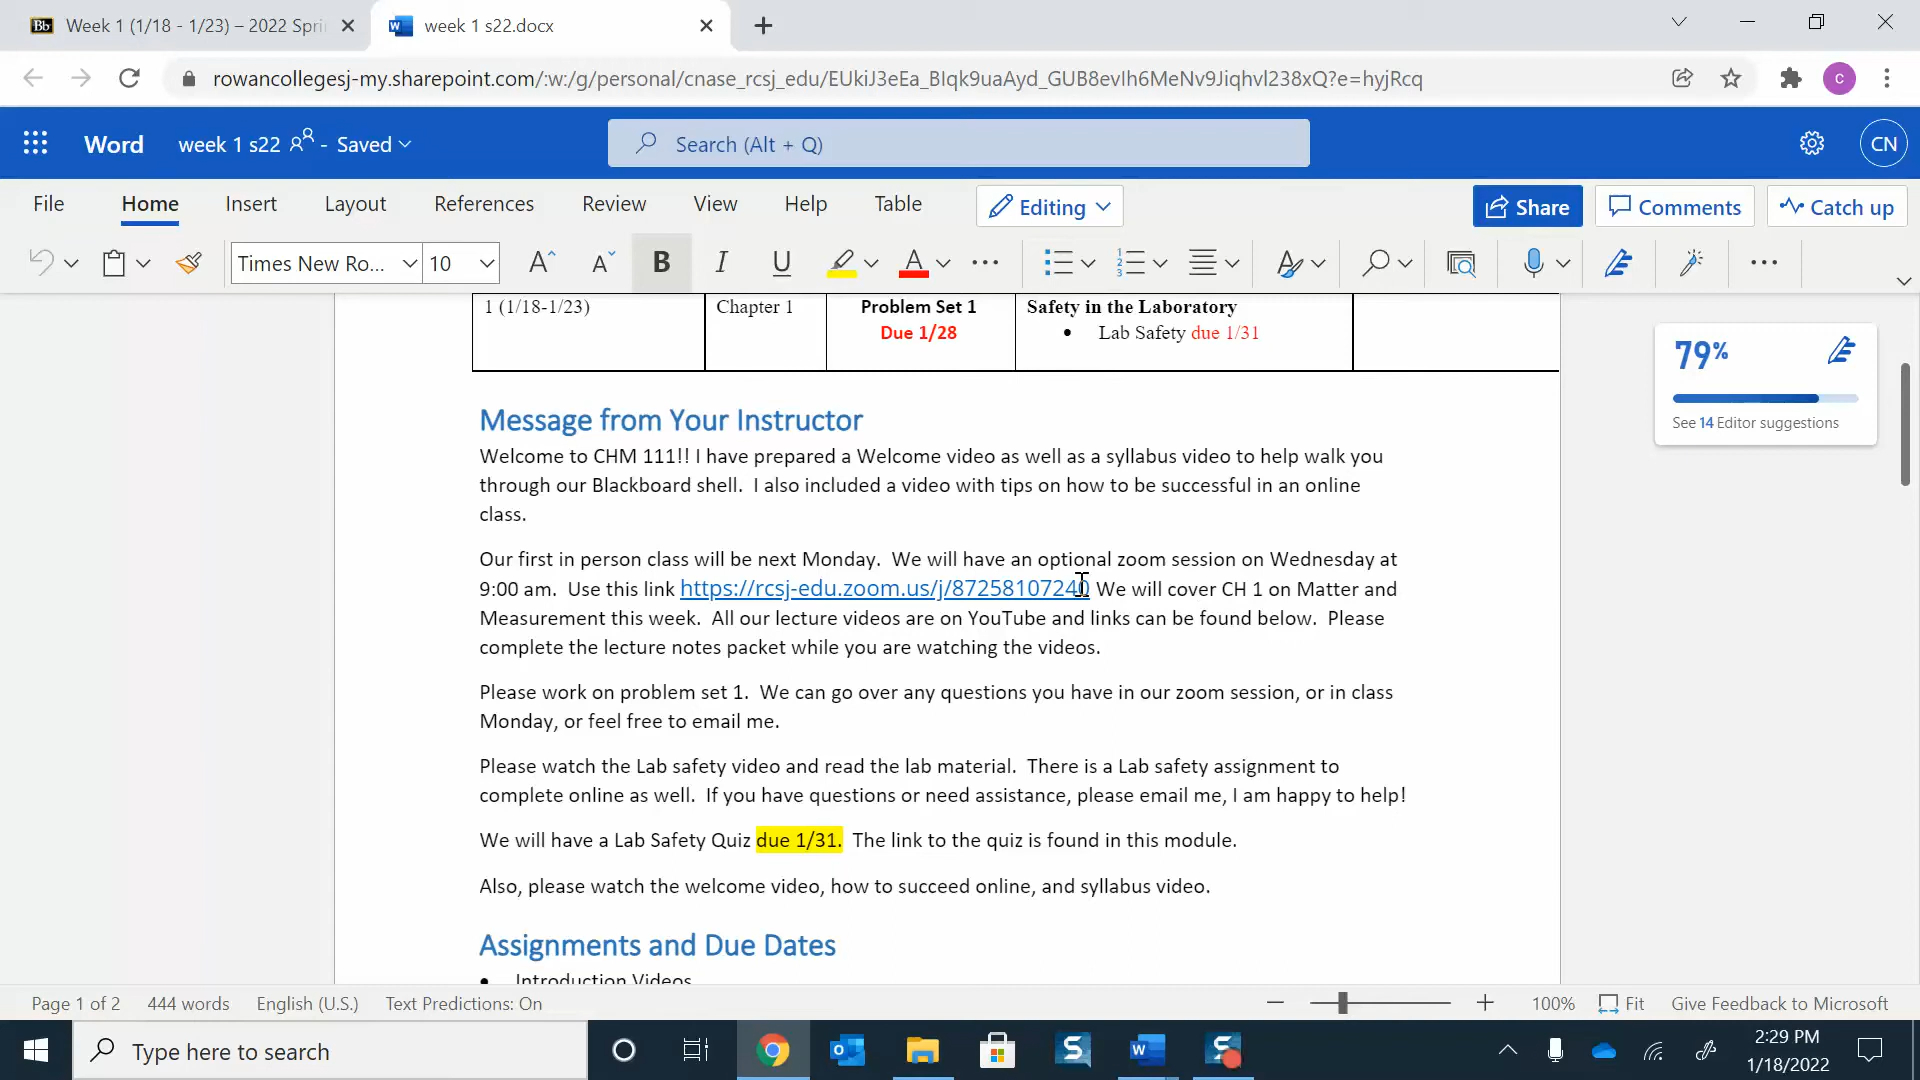 Week 1 (1/18 - 1/23) – 2022 Spri
week 1 s22.docx
rowancollegesj-my.sharepoint.com/:w:/g/personal/cnase_rcsj_edu/EUkiJ3eEa_BIqk9uaAyd_GUB8evIh6MeNv9Jiqhvl238xQ?e=hyjRcq
C
Word week 1 s22 - Saved
Search (Alt + Q)
CN
File Home Insert Layout References Review View Help Table Editing Share Comments Catch up
Times New Ro... 10
1 (1/18-1/23)
Chapter 1
Problem Set 1
Due 1/28
Safety in the Laboratory
• Lab Safety due 1/31
79%
See 14 Editor suggestions
Message from Your Instructor
Welcome to CHM 111!! I have prepared a Welcome video as well as a syllabus video to help walk you
through our Blackboard shell.  I also included a video with tips on how to be successful in an online
class.
Our first in person class will be next Monday.  We will have an optional zoom session on Wednesday at
9:00 am.  Use this link https://rcsj-edu.zoom.us/j/87258107240 We will cover CH 1 on Matter and
Measurement this week.  All our lecture videos are on YouTube and links can be found below.  Please
complete the lecture notes packet while you are watching the videos.
Please work on problem set 1.  We can go over any questions you have in our zoom session, or in class
Monday, or feel free to email me.
Please watch the Lab safety video and read the lab material.  There is a Lab safety assignment to
complete online as well.  If you have questions or need assistance, please email me, I am happy to help!
We will have a Lab Safety Quiz due 1/31.  The link to the quiz is found in this module.
Also, please watch the welcome video, how to succeed online, and syllabus video.
Assignments and Due Dates
• Introduction Videos
Page 1 of 2 444 words English (U.S.) Text Predictions: On 100% Fit Give Feedback to Microsoft
Type here to search
2:29 PM
1/18/2022